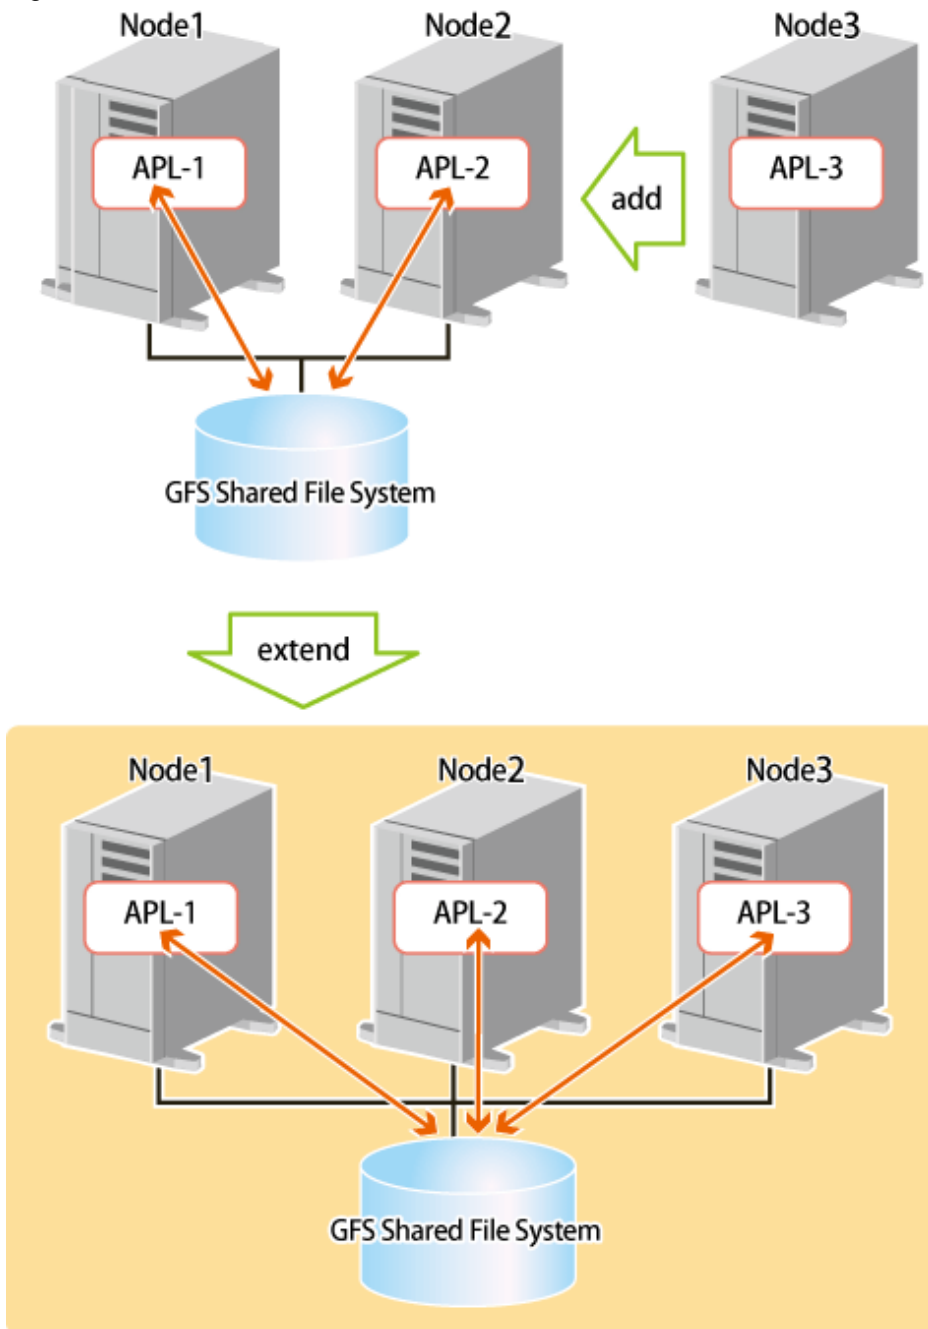 Node1
Node2
Node3
APL-1
APL-2
add
APL-3
GFS Shared File System
extend
Node1
Node2
Node3
APL-1
APL-2
APL-3
GFS Shared File System